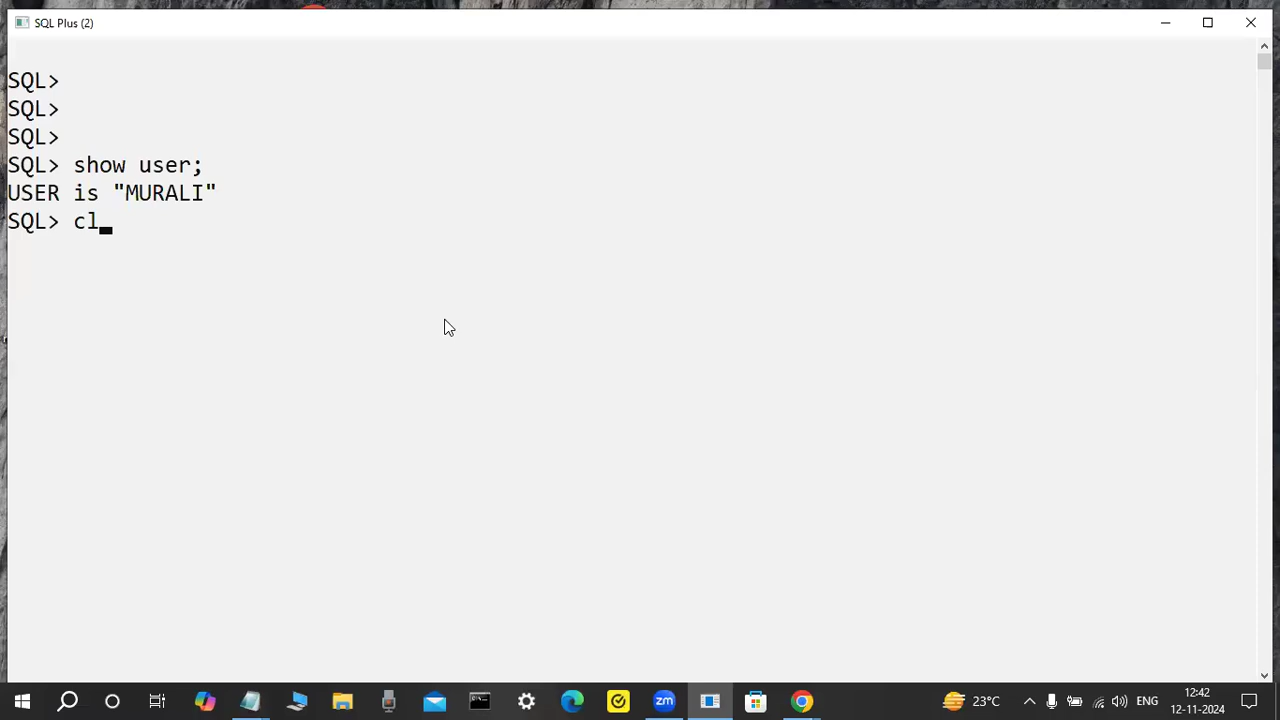 SQL Plus (2)
SQL>
SQL>
SQL>
SQL> show user;
USER is "MURALI"
SQL> cl
zm
23°C
ENG
12:42
12-11-2024